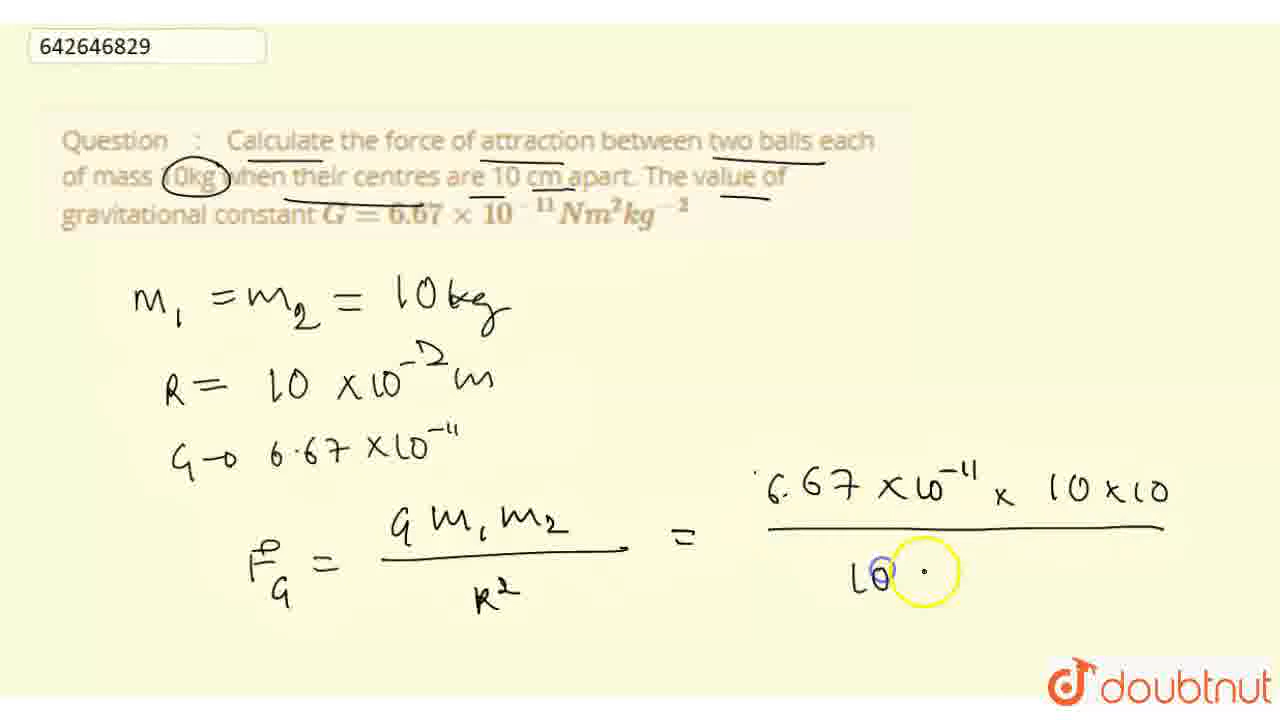 642646829
Question : Calculate the force of attraction between two balls each
of mass 10kg when their centres are 10 cm apart. The value of
gravitational constant G = 6.67 × 10⁻¹¹ Nm²kg⁻²
m₁ = m₂ = 10kg
R = 10 × 10⁻² m
G → 6.67 × 10⁻¹¹
F_G = G m₁ m₂ / R² = 6.67 × 10⁻¹¹ × 10 × 10 / 10
doubtnut